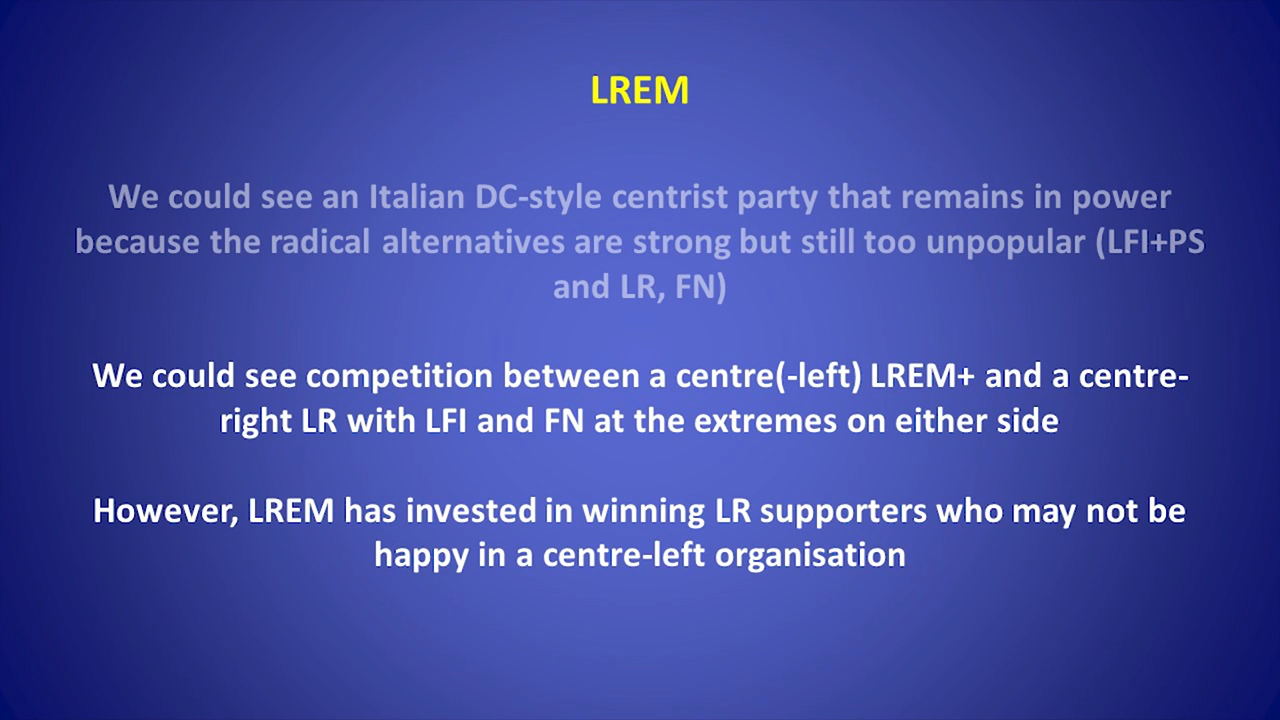 LREM
We could see an Italian DC-style centrist party that remains in power
because the radical alternatives are strong but still too unpopular (LFI+PS
and LR, FN)
We could see competition between a centre(-left) LREM+ and a centre-
right LR with LFI and FN at the extremes on either side
However, LREM has invested in winning LR supporters who may not be
happy in a centre-left organisation